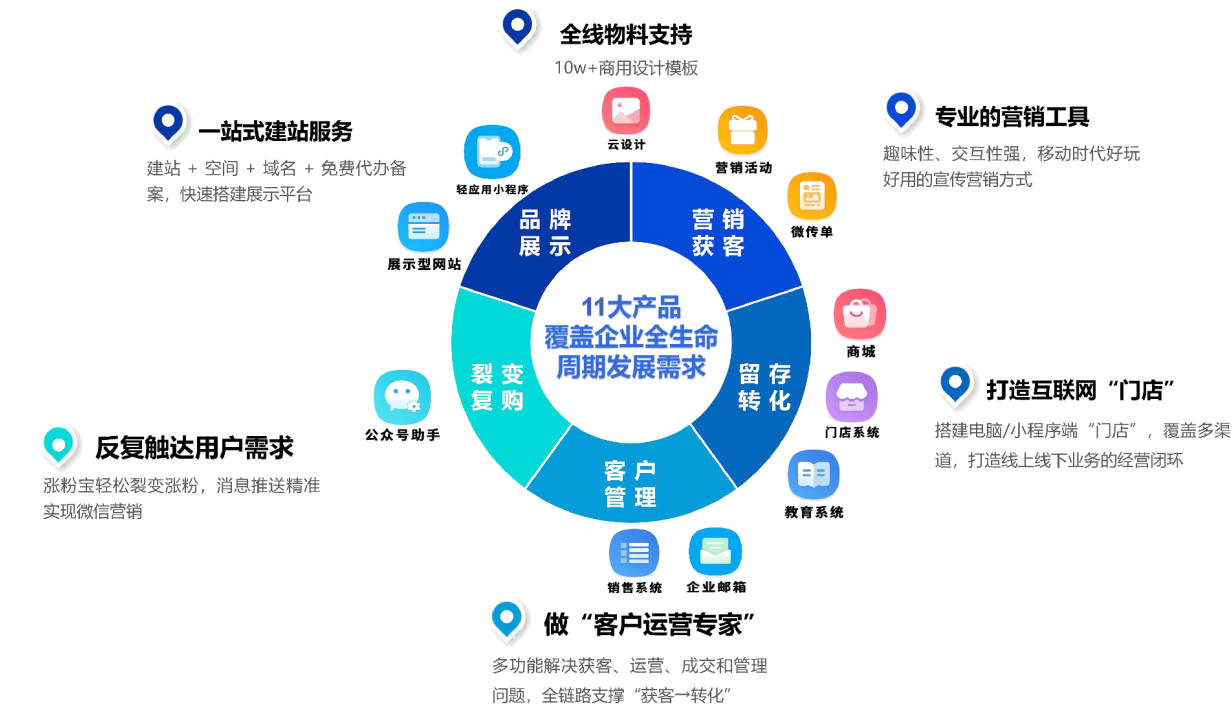 全线物料支持
10w+商用设计模板
云设计
一站式建站服务
建站 + 空间 + 域名 + 免费代办备
案，快速搭建展示平台
轻应用小程序
展示型网站
专业的营销工具
趣味性、交互性强，移动时代好玩
好用的宣传营销方式
营销活动
微传单
品牌
展示
营销
获客
11大产品
覆盖企业全生命
周期发展需求
裂变
复购
留存
转化
客户
管理
商城
门店系统
教育系统
打造互联网“门店”
搭建电脑/小程序端“门店”，覆盖多渠
道，打造线上线下业务的经营闭环
公众号助手
反复触达用户需求
涨粉宝轻松裂变涨粉，消息推送精准
实现微信营销
销售系统
企业邮箱
做“客户运营专家”
多功能解决获客、运营、成交和管理
问题，全链路支撑“获客→转化”